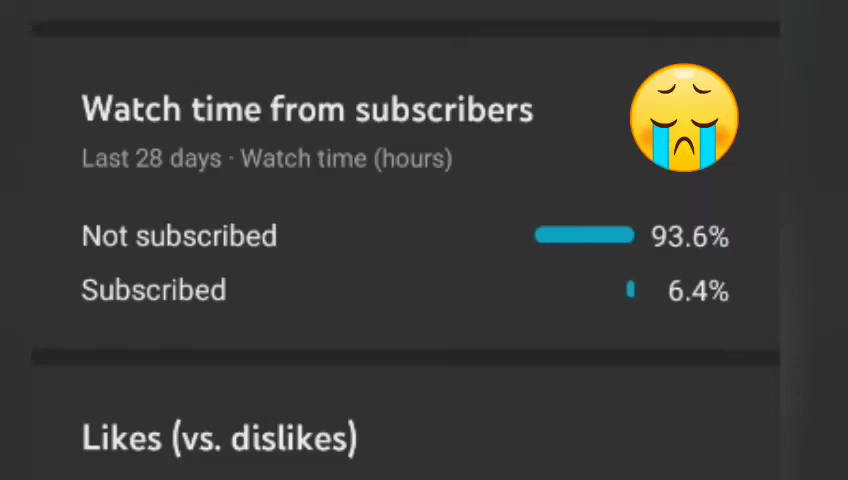 Watch time from subscribers
Last 28 days · Watch time (hours)
Not subscribed 93.6%
Subscribed 6.4%
Likes (vs. dislikes)